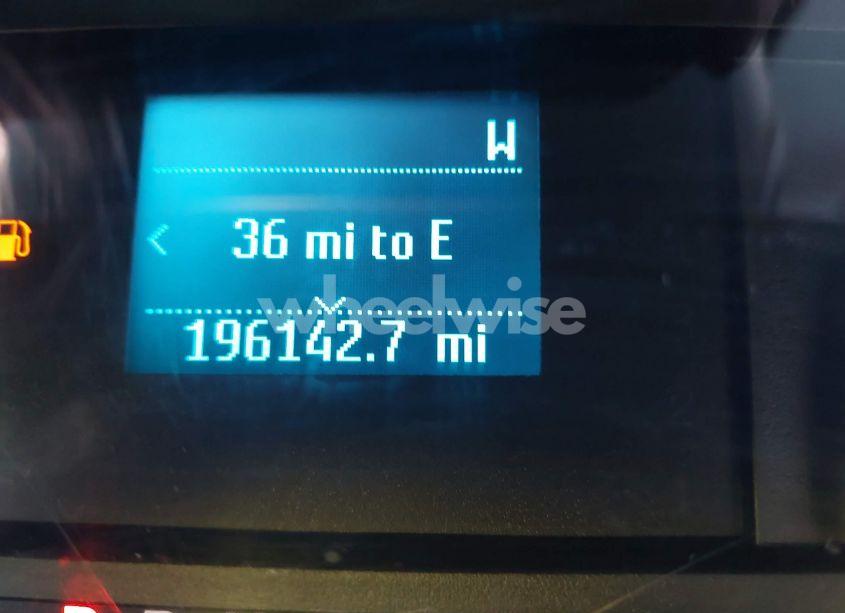 W
36 mi to E
wheelwise
196142.7 mi